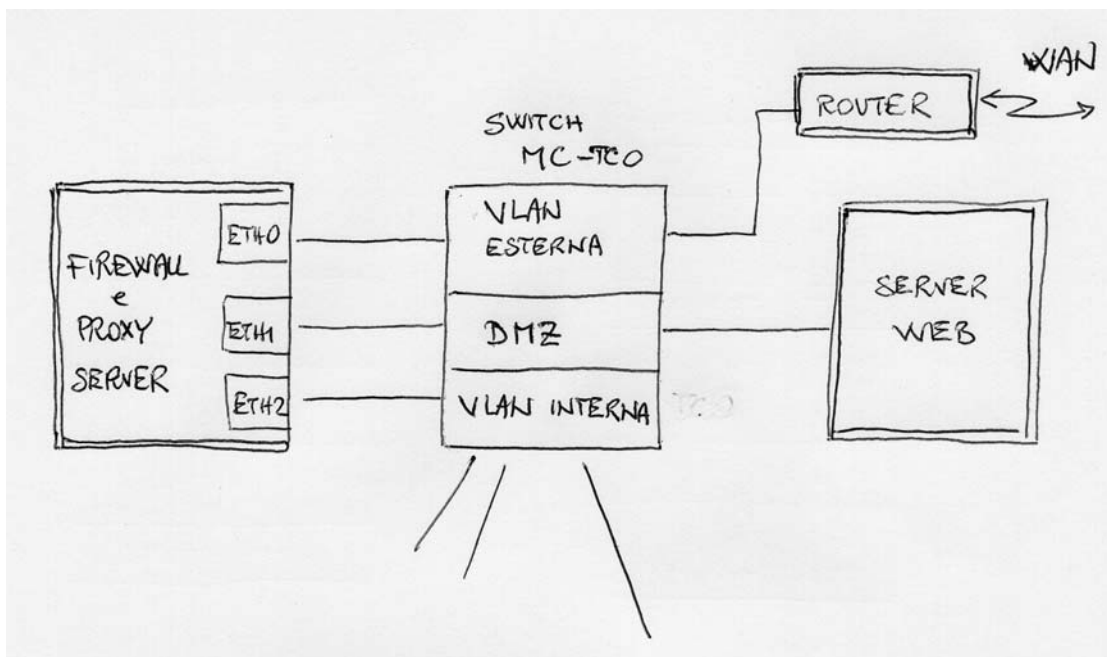 WAN
ROUTER
SWITCH
MC-TCO
FIREWALL
e
PROXY
SERVER
ETH0
ETH1
ETH2
VLAN
ESTERNA
DMZ
VLAN INTERNA
SERVER
WEB